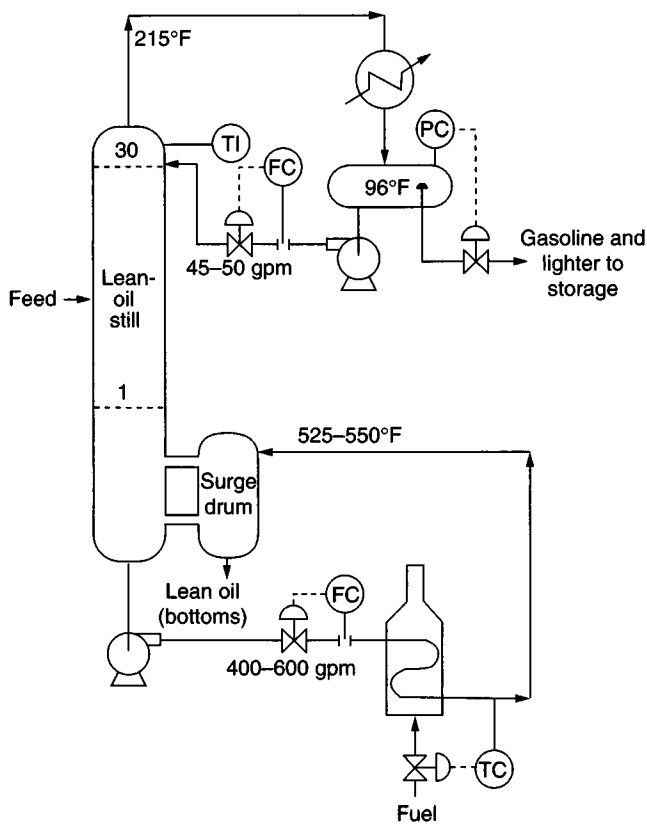 215°F
PC
TI
30
FC
96°F
45–50 gpm
Gasoline and
lighter to
storage
Lean-
oil
still
Feed
1
525–550°F
Surge
drum
Lean oil
(bottoms)
FC
400–600 gpm
TC
Fuel